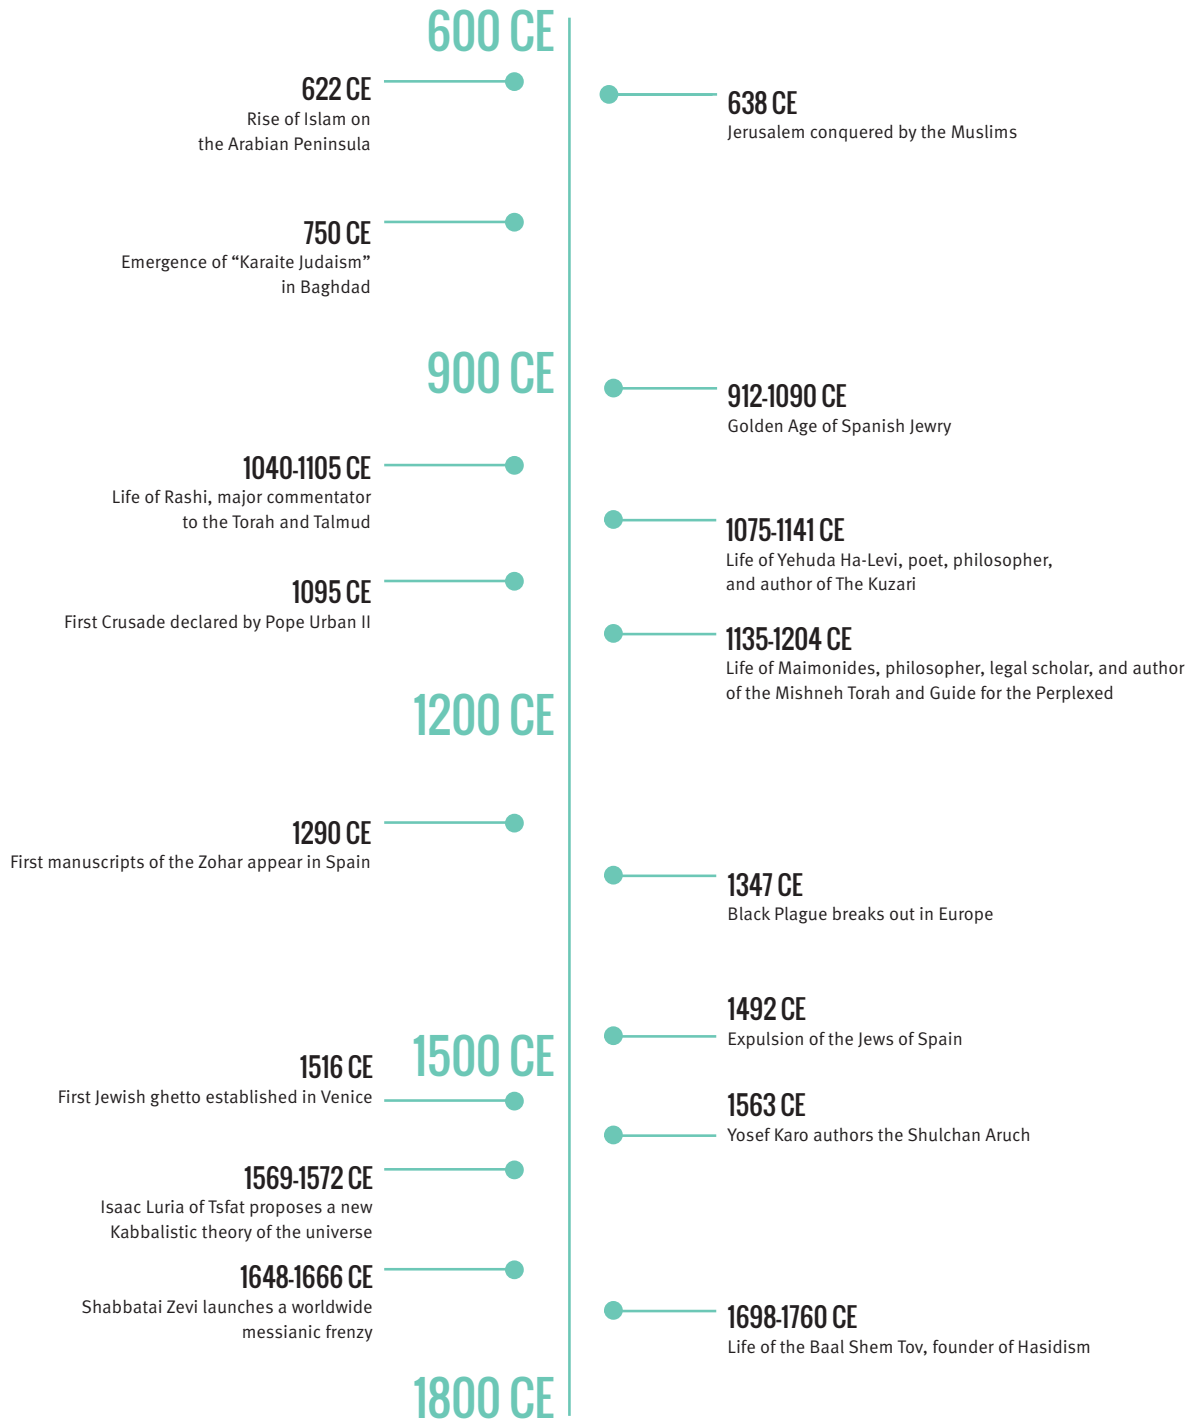 600 CE
622 CE
Rise of Islam on
the Arabian Peninsula
638 CE
Jerusalem conquered by the Muslims
750 CE
Emergence of “Karaite Judaism”
in Baghdad
900 CE
912-1090 CE
Golden Age of Spanish Jewry
1040-1105 CE
Life of Rashi, major commentator
to the Torah and Talmud
1075-1141 CE
Life of Yehuda Ha-Levi, poet, philosopher,
and author of The Kuzari
1095 CE
First Crusade declared by Pope Urban II
1135-1204 CE
Life of Maimonides, philosopher, legal scholar, and author
of the Mishneh Torah and Guide for the Perplexed
1200 CE
1290 CE
First manuscripts of the Zohar appear in Spain
1347 CE
Black Plague breaks out in Europe
1492 CE
Expulsion of the Jews of Spain
1500 CE
1516 CE
First Jewish ghetto established in Venice
1563 CE
Yosef Karo authors the Shulchan Aruch
1569-1572 CE
Isaac Luria of Tsfat proposes a new
Kabbalistic theory of the universe
1648-1666 CE
Shabbatai Zevi launches a worldwide
messianic frenzy
1698-1760 CE
Life of the Baal Shem Tov, founder of Hasidism
1800 CE